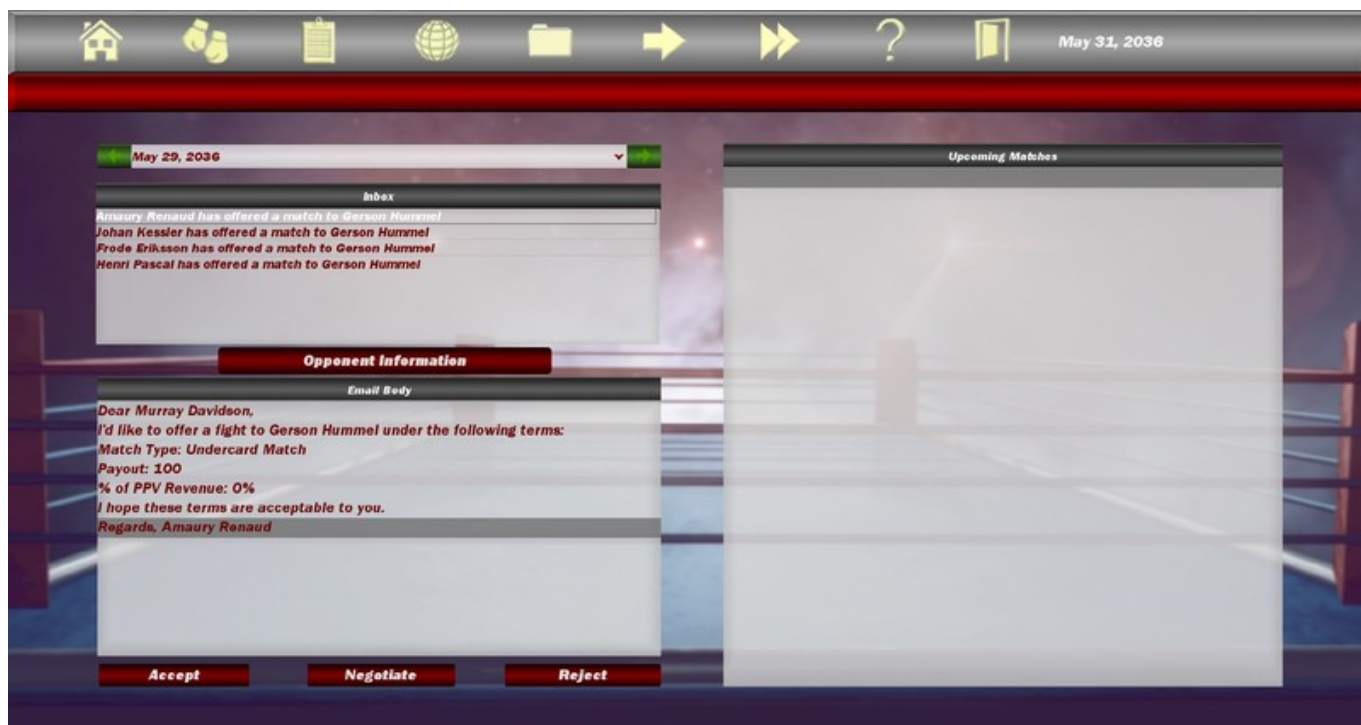 May 31, 2036
May 29, 2036
Inbox
Amaury Renaud has offered a match to Gerson Hummel
Johan Kessler has offered a match to Gerson Hummel
Frode Eriksson has offered a match to Gerson Hummel
Henri Pascal has offered a match to Gerson Hummel
Opponent Information
Email Body
Dear Murray Davidson,
I'd like to offer a fight to Gerson Hummel under the following terms:
Match Type: Undercard Match
Payout: 100
% of PPV Revenue: 0%
I hope these terms are acceptable to you.
Regards, Amaury Renaud
Accept
Negotiate
Reject
Upcoming Matches